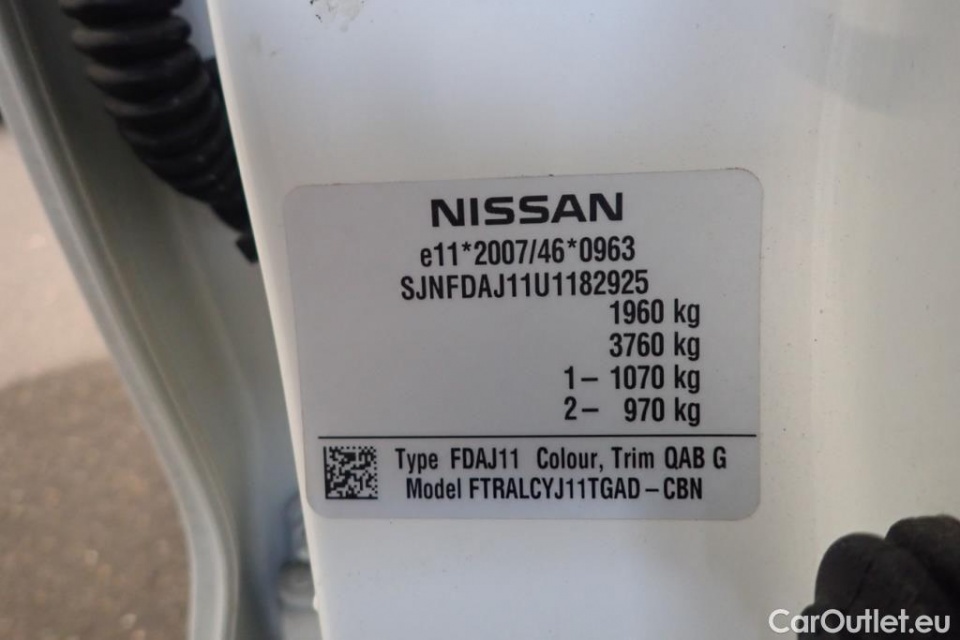 NISSAN
e11*2007/46*0963
SJNFDAJ11U1182925
1960 kg
3760 kg
1– 1070 kg
2– 970 kg
Type FDAJ11 Colour, Trim QAB G
Model FTRALCYJ11TGAD – CBN
CarOutlet.eu